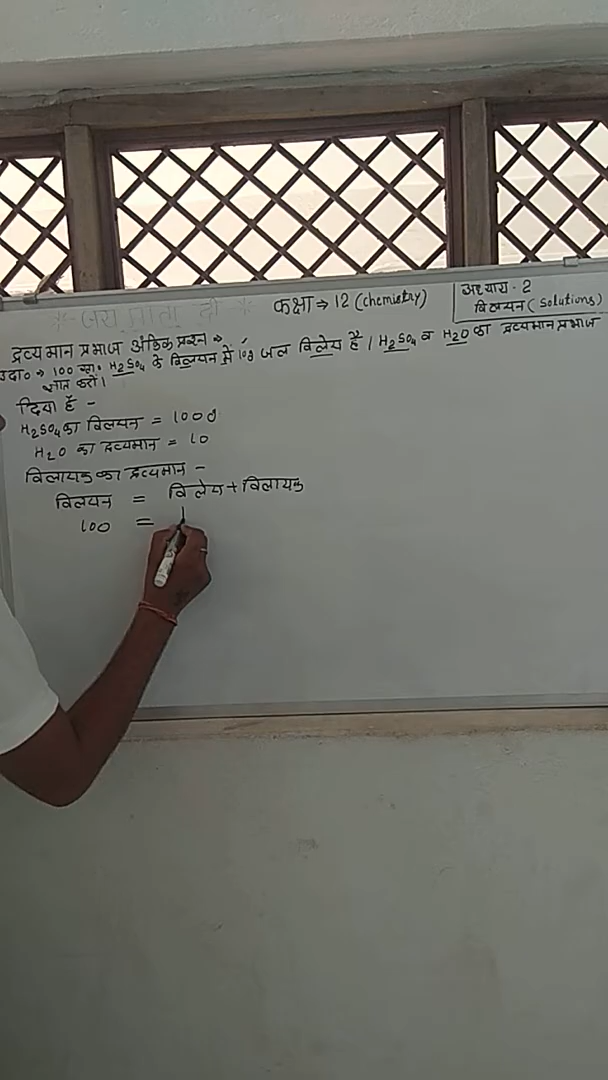 जय माता दी
कक्षा → 12 (chemistry)
अध्याय - 2
विलयन (Solutions)
द्रव्यमान प्रभाज अंकिक प्रश्न →
उदा० → 100 ग्रा० H2SO4 के विलयन में 10g जल विलेय है। H2SO4 व H2O का द्रव्यमान प्रभाज
ज्ञात करो।
दिया है -
H2SO4 का विलयन = 100g
H2O का द्रव्यमान = 10
विलायक का द्रव्यमान -
विलयन = विलेय + विलायक
100 = 1